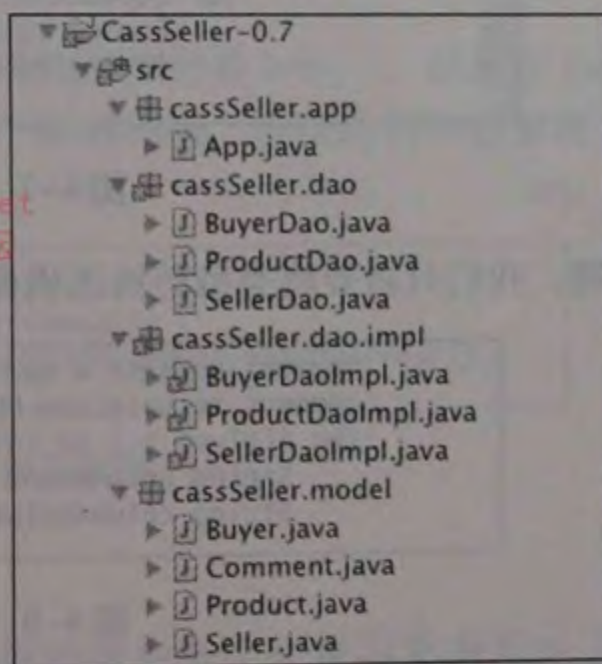 CassSeller-0.7
src
cassSeller.app
App.java
cassSeller.dao
BuyerDao.java
ProductDao.java
SellerDao.java
cassSeller.dao.impl
BuyerDaoImpl.java
ProductDaoImpl.java
SellerDaoImpl.java
cassSeller.model
Buyer.java
Comment.java
Product.java
Seller.java